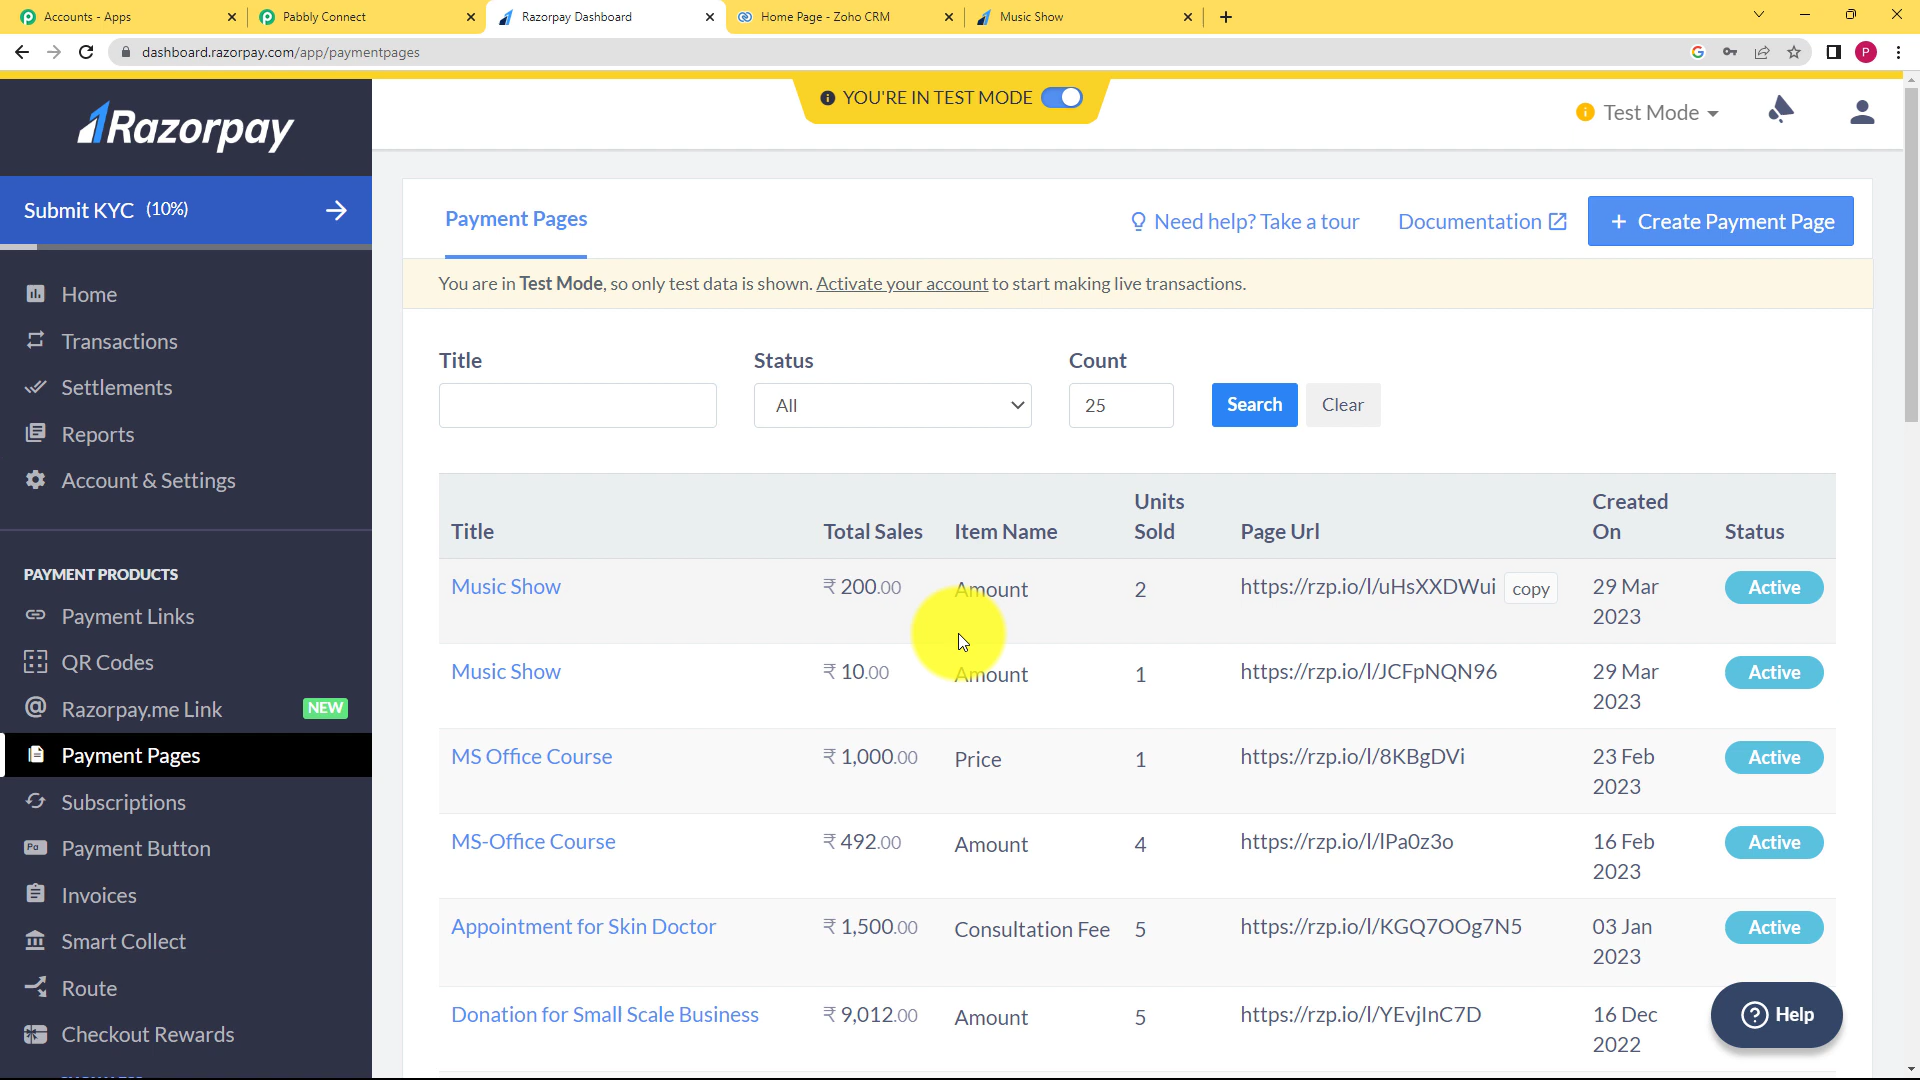 Accounts - Apps
Pabbly Connect
Razorpay Dashboard
Home Page - Zoho CRM
Music Show
dashboard.razorpay.com/app/paymentpages
P
YOU'RE IN TEST MODE
Razorpay
Test Mode
Submit KYC (10%)
Payment Pages
Need help? Take a tour
Documentation
+ Create Payment Page
You are in Test Mode, so only test data is shown. Activate your account to start making live transactions.
Home
Transactions
Settlements
Reports
Account & Settings
PAYMENT PRODUCTS
Payment Links
QR Codes
Razorpay.me Link NEW
Payment Pages
Subscriptions
Payment Button
Invoices
Smart Collect
Route
Checkout Rewards
Title Status Count
All 25 Search Clear
Title Total Sales Item Name Units Sold Page Url Created On Status
Music Show ₹ 200.00 Amount 2 https://rzp.io/l/uHsXXDWui copy 29 Mar 2023 Active
Music Show ₹ 10.00 Amount 1 https://rzp.io/l/JCFpNQN96 29 Mar 2023 Active
MS Office Course ₹ 1,000.00 Price 1 https://rzp.io/l/8KBgDVi 23 Feb 2023 Active
MS-Office Course ₹ 492.00 Amount 4 https://rzp.io/l/lPa0z3o 16 Feb 2023 Active
Appointment for Skin Doctor ₹ 1,500.00 Consultation Fee 5 https://rzp.io/l/KGQ7OOg7N5 03 Jan 2023 Active
Donation for Small Scale Business ₹ 9,012.00 Amount 5 https://rzp.io/l/YEvjlnC7D 16 Dec 2022
Help